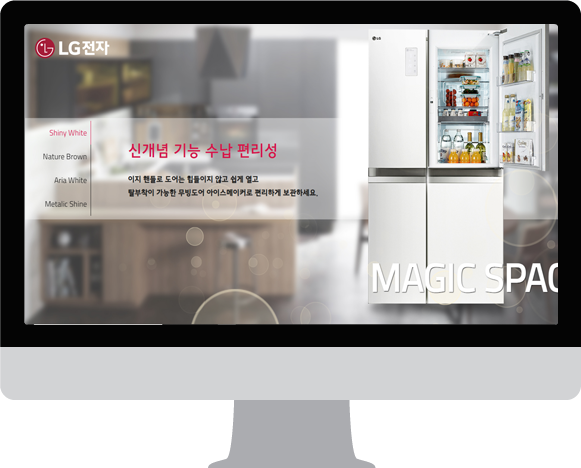 LG전자
Shiny White
Nature Brown
Aria White
Metalic Shine
신개념 기능 수납 편리성
이지 핸들로 도어는 힘들이지 않고 쉽게 열고
탈부착이 가능한 무빙도어 아이스메이커로 편리하게 보관하세요.
LG
MAGIC SPAC